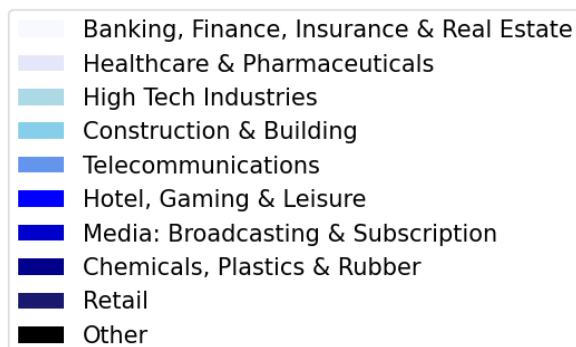 Banking, Finance, Insurance & Real Estate
Healthcare & Pharmaceuticals
High Tech Industries
Construction & Building
Telecommunications
Hotel, Gaming & Leisure
Media: Broadcasting & Subscription
Chemicals, Plastics & Rubber
Retail
Other